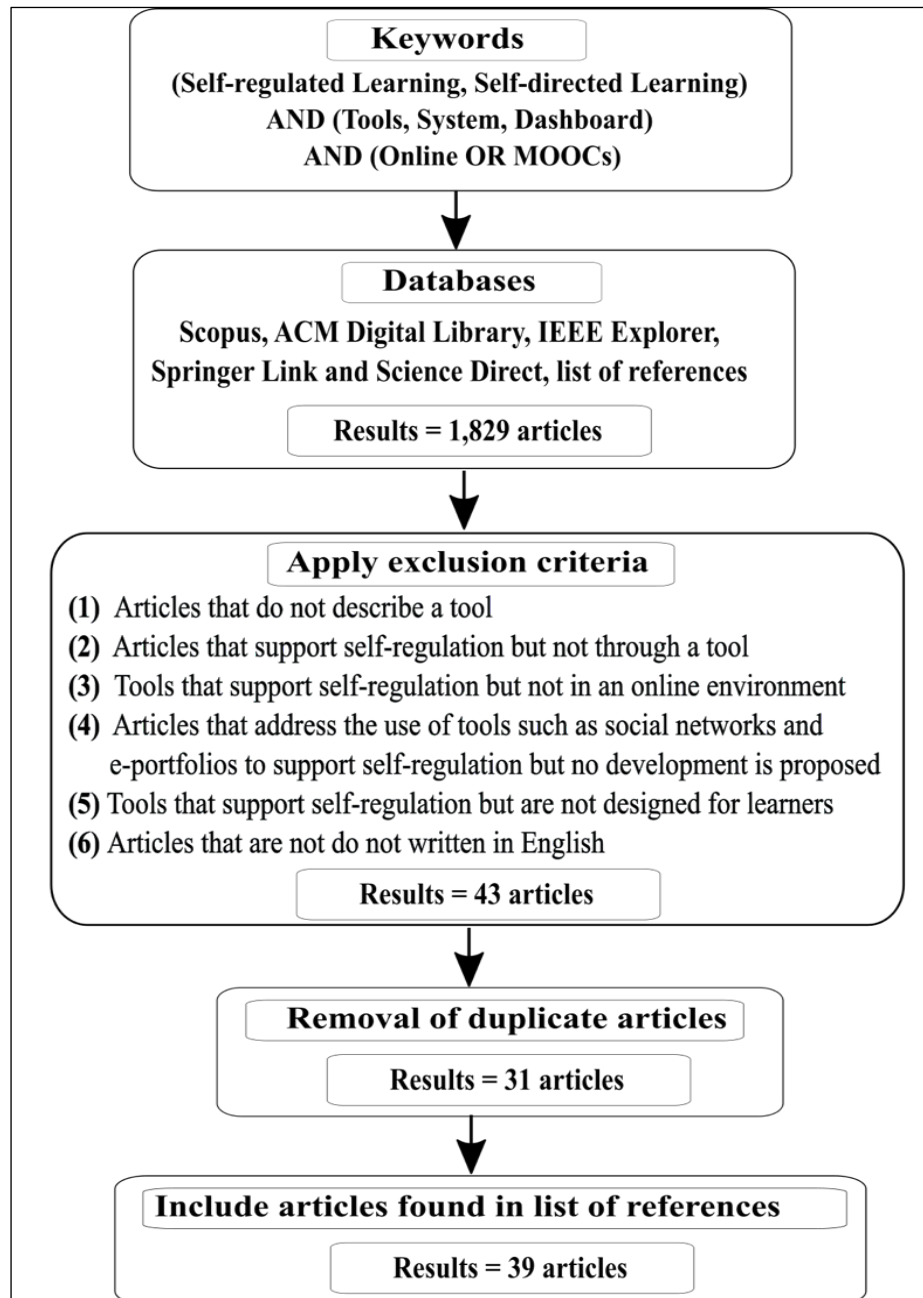 Keywords
(Self-regulated Learning, Self-directed Learning)
AND (Tools, System, Dashboard)
AND (Online OR MOOCs)
Databases
Scopus, ACM Digital Library, IEEE Explorer,
Springer Link and Science Direct, list of references
Results = 1,829 articles
Apply exclusion criteria
(1) Articles that do not describe a tool
(2) Articles that support self-regulation but not through a tool
(3) Tools that support self-regulation but not in an online environment
(4) Articles that address the use of tools such as social networks and
e-portfolios to support self-regulation but no development is proposed
(5) Tools that support self-regulation but are not designed for learners
(6) Articles that are not do not written in English
Results = 43 articles
Removal of duplicate articles
Results = 31 articles
Include articles found in list of references
Results = 39 articles